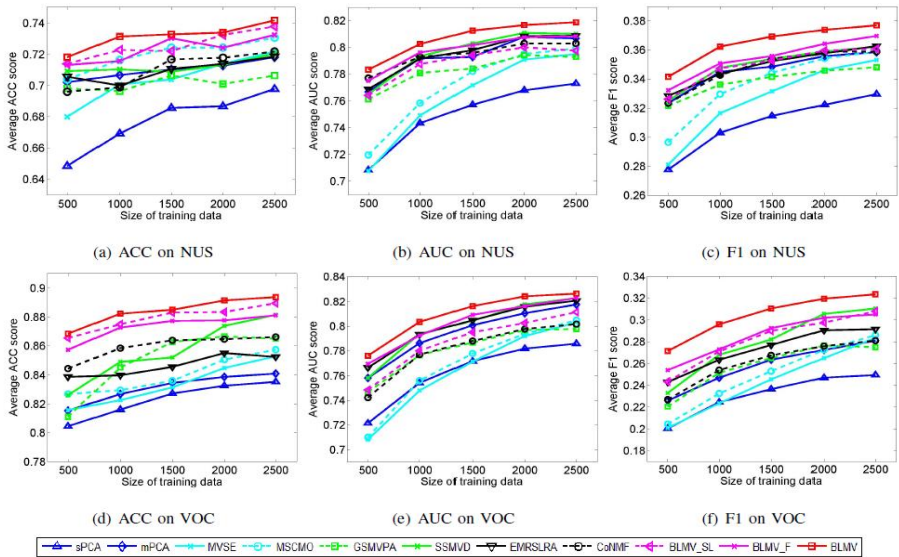 Average ACC score
0.74
0.72
0.7
0.68
0.66
0.64
500 1000 1500 2000 2500
Size of training data
(a) ACC on NUS
Average AUC score
0.82
0.8
0.78
0.76
0.74
0.72
0.7
500 1000 1500 2000 2500
Size of training data
(b) AUC on NUS
Average F1 score
0.38
0.36
0.34
0.32
0.3
0.28
0.26
500 1000 1500 2000 2500
Size of training data
(c) F1 on NUS
Average ACC score
0.9
0.88
0.86
0.84
0.82
0.8
0.78
500 1000 1500 2000 2500
Size of training data
(d) ACC on VOC
Average AUC score
0.84
0.82
0.8
0.78
0.76
0.74
0.72
0.7
500 1000 1500 2000 2500
Size of training data
(e) AUC on VOC
Average F1 score
0.34
0.32
0.3
0.28
0.26
0.24
0.22
0.2
0.18
500 1000 1500 2000 2500
Size of training data
(f) F1 on VOC
sPCA mPCA MVSE MSCMO GSMVPA SSMVD EMRSLRA CoNMF BLMV_SL BLMV_F BLMV